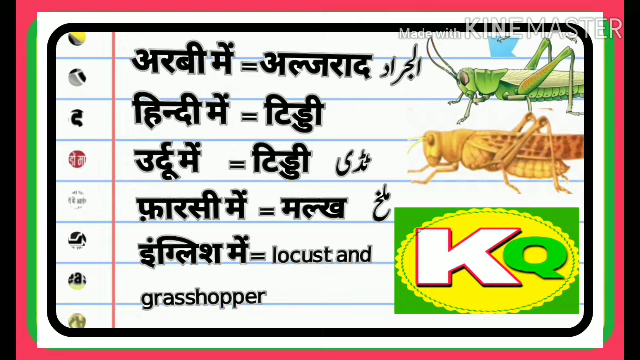 Made with KINEMASTER
अरबी में =अल्जराद الجراد
हिन्दी में = टिड्डी
उर्दू में = टिड्डी ٹڈی
फ़ारसी में = मल्ख ملخ
इंग्लिश में= locust and
grasshopper
KQ